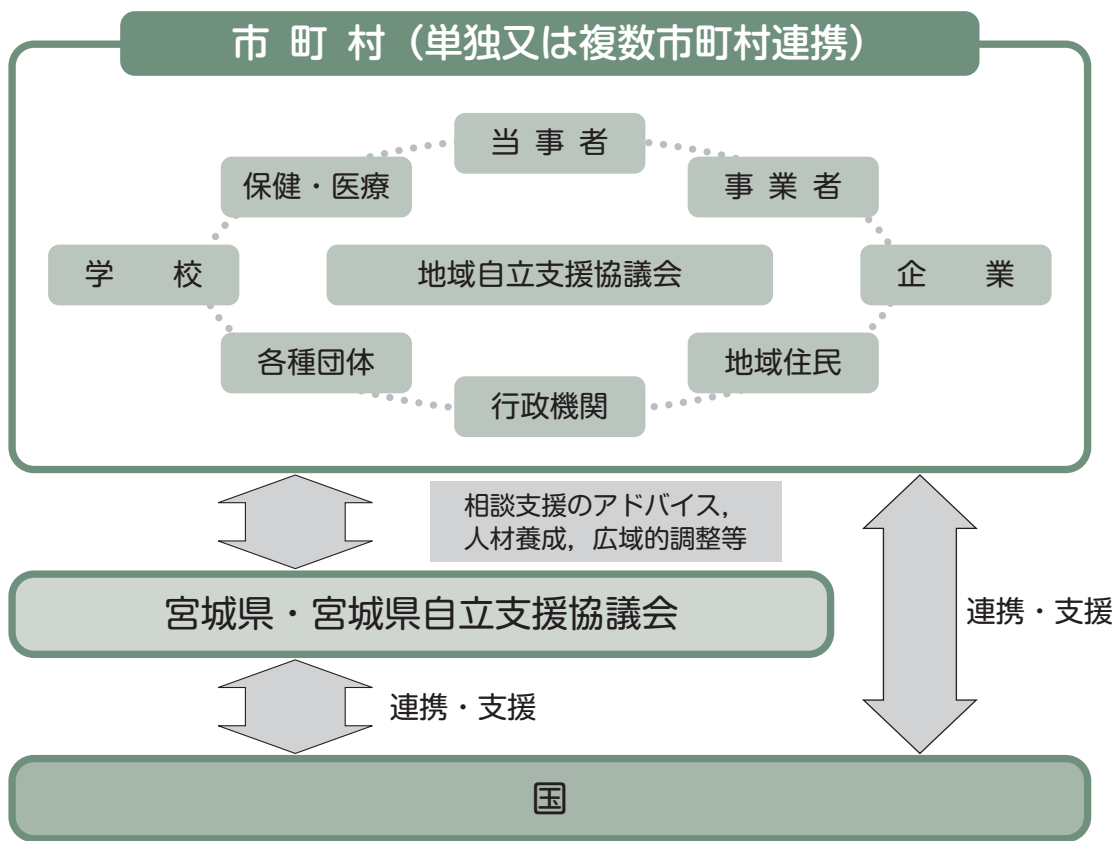 市 町 村（単独又は複数市町村連携）
当 事 者
保健・医療
事 業 者
学 校
地域自立支援協議会
企 業
各種団体
地域住民
行政機関
相談支援のアドバイス，
人材養成，広域的調整等
宮城県・宮城県自立支援協議会
連携・支援
連携・支援
国